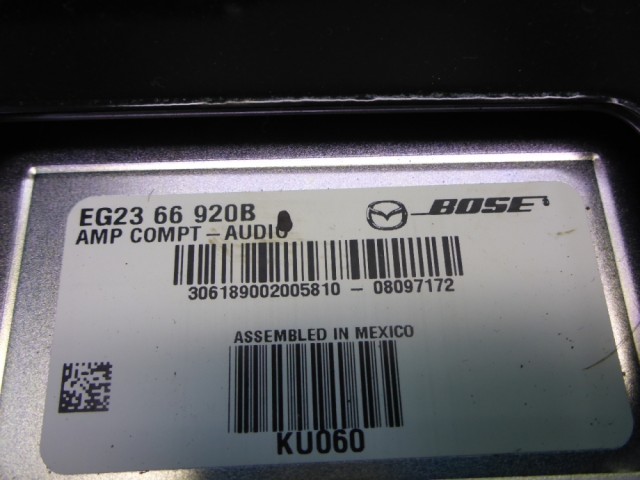 EG23 66 920B
BOSE
AMP COMPT-AUDIO
306189002005810 - 08097172
ASSEMBLED IN MEXICO
KU060